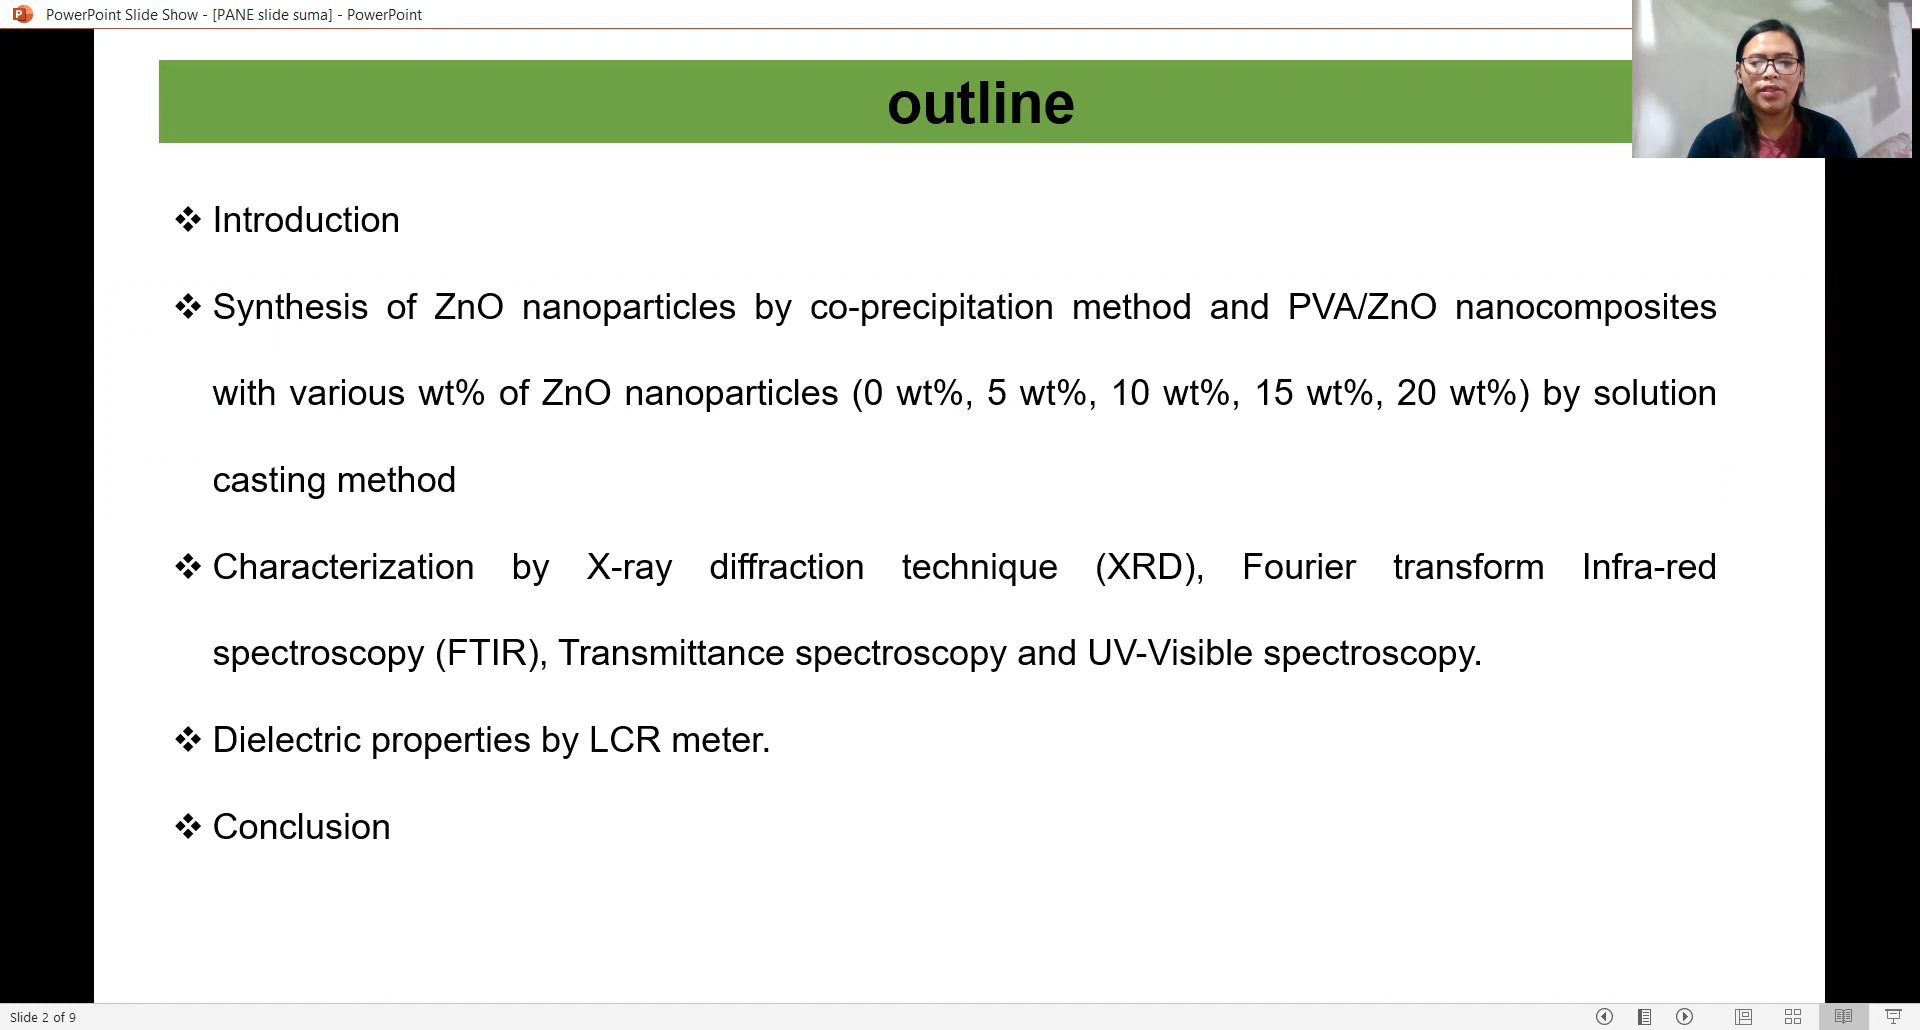 PowerPoint Slide Show - [PANE slide suma] - PowerPoint
outline
❖ Introduction
❖ Synthesis of ZnO nanoparticles by co-precipitation method and PVA/ZnO nanocomposites
with various wt% of ZnO nanoparticles (0 wt%, 5 wt%, 10 wt%, 15 wt%, 20 wt%) by solution
casting method
❖ Characterization by X-ray diffraction technique (XRD), Fourier transform Infra-red
spectroscopy (FTIR), Transmittance spectroscopy and UV-Visible spectroscopy.
❖ Dielectric properties by LCR meter.
❖ Conclusion
Slide 2 of 9